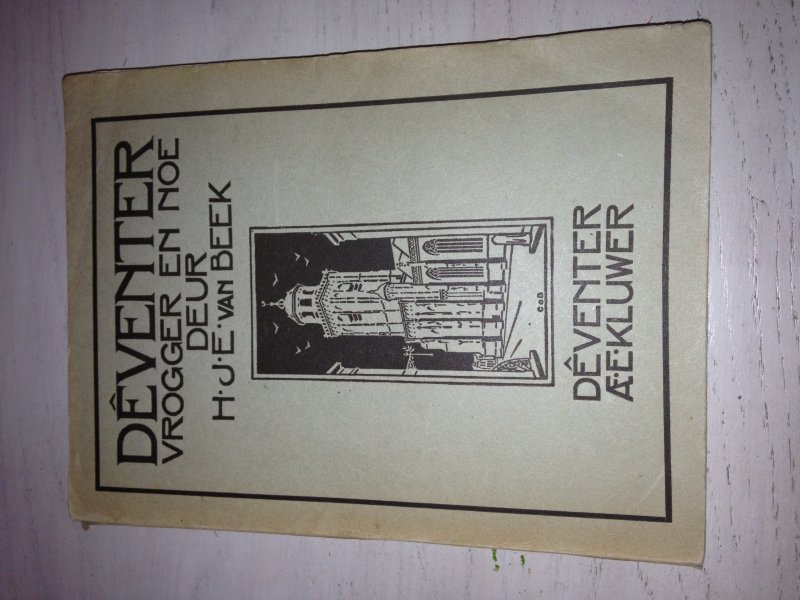 DÊVENTER
VROGGER EN NOE
DEUR
H·J·E·VAN BEEK
DÊVENTER
Æ·E·KLUWER